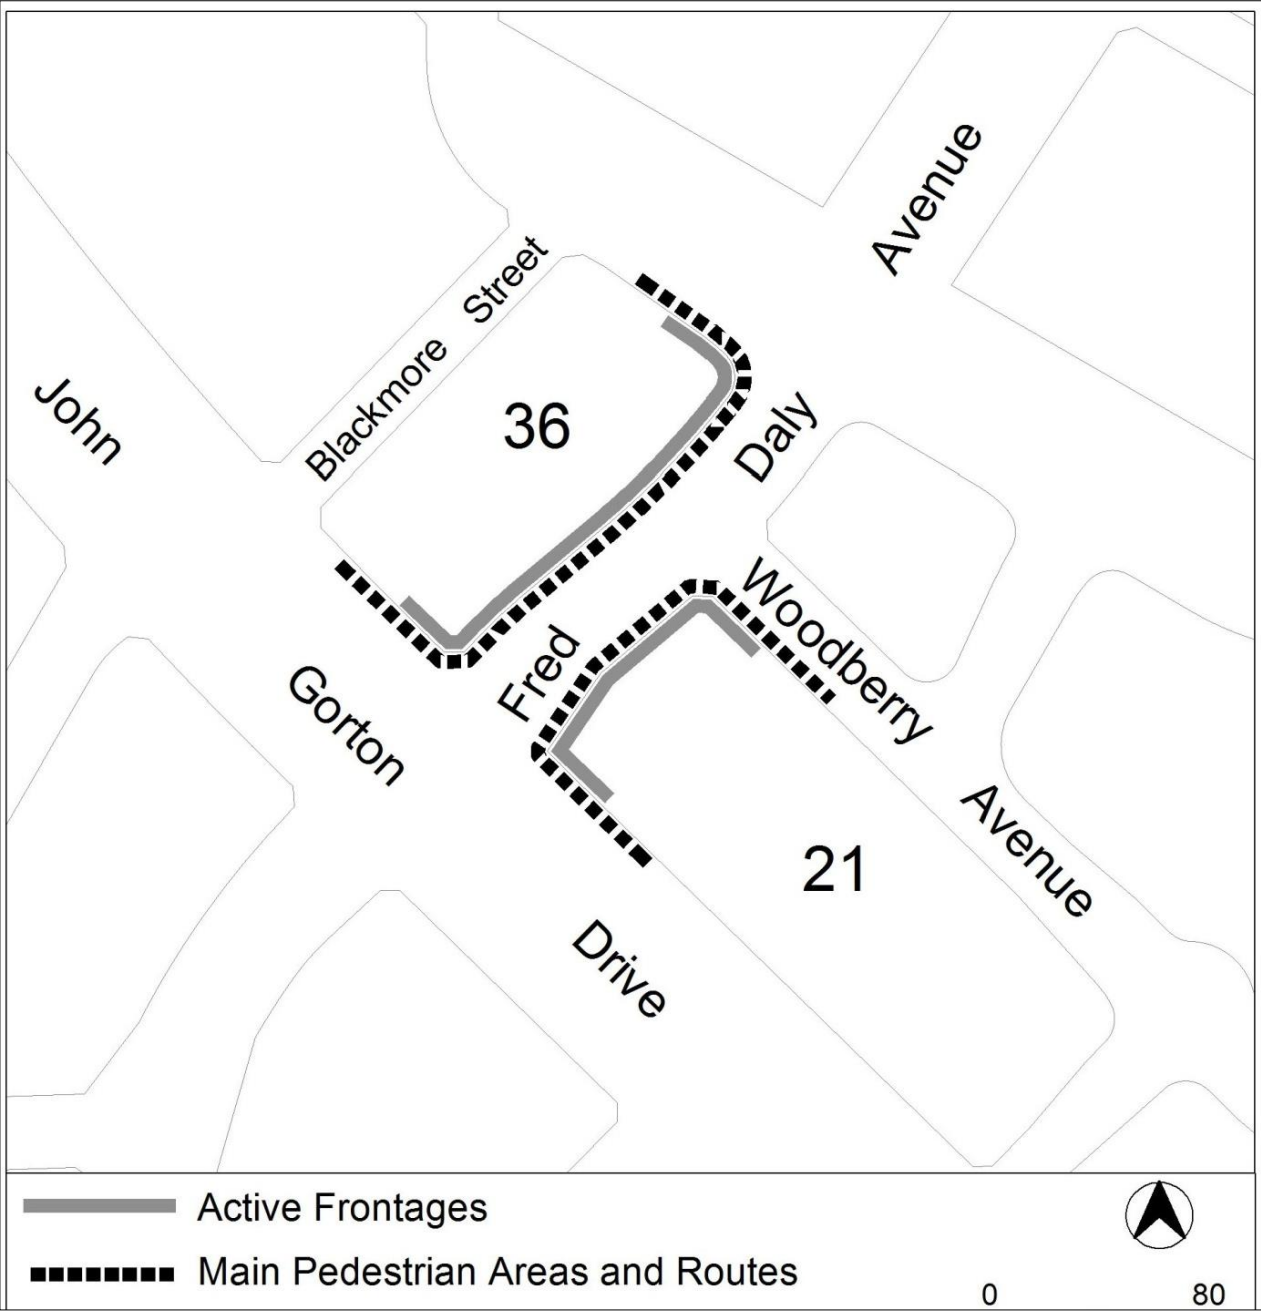 Avenue
Street
Blackmore
John
36
Daly
Woodberry
Fred
Gorton
Avenue
21
Drive
Active Frontages
Main Pedestrian Areas and Routes
0 80